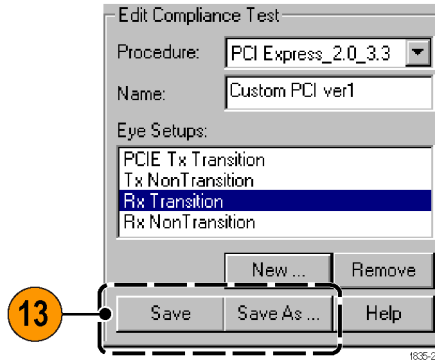 Edit Compliance Test
Procedure: PCI Express_2.0_3.3
Name: Custom PCI ver1
Eye Setups:
PCIE Tx Transition
Tx NonTransition
Rx Transition
Rx NonTransition
New ... Remove
13 Save Save As ... Help
1835-2